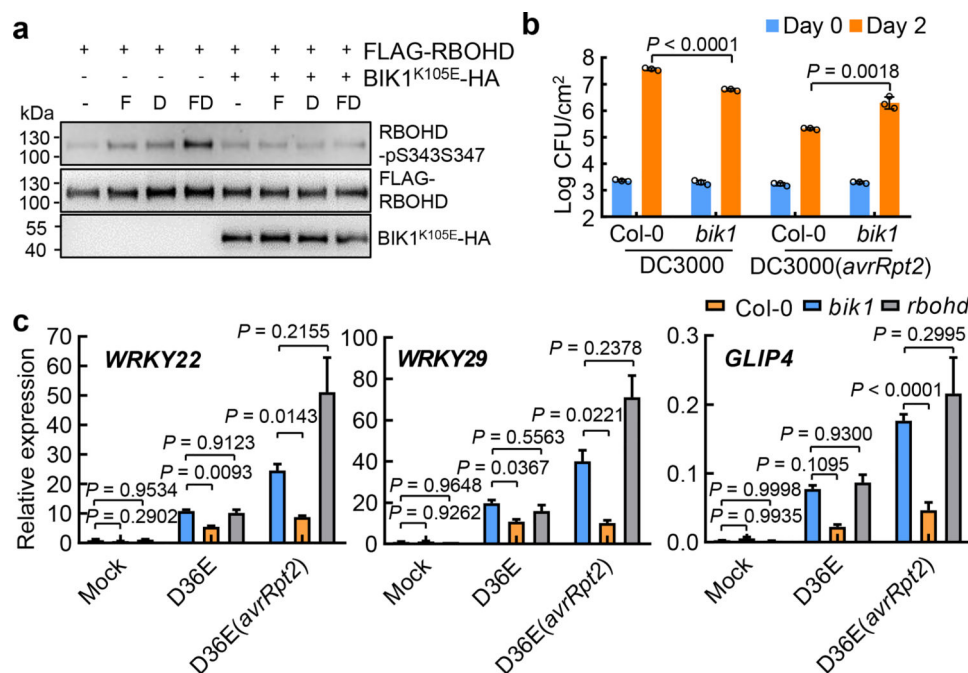 a
+ + + + + + + + FLAG-RBOHD
- - - - + + + + BIK1K105E-HA
- F D FD - F D FD
kDa
130
100
RBOHD
-pS343S347
130
100
FLAG-
RBOHD
55
40
BIK1K105E-HA
b
Day 0 Day 2
P < 0.0001
P = 0.0018
Log CFU/cm2
8
7
6
5
4
3
2
Col-0 bik1 Col-0 bik1
DC3000 DC3000(avrRpt2)
c
Col-0 bik1 rbohd
Relative expression
70
60
50
40
30
20
10
0
WRKY22
P = 0.2155
P = 0.0143
P = 0.9123
P = 0.0093
P = 0.9534
P = 0.2902
Mock
D36E
D36E(avrRpt2)
100
80
60
40
20
0
WRKY29
P = 0.2378
P = 0.0221
P = 0.5563
P = 0.0367
P = 0.9648
P = 0.9262
Mock
D36E
D36E(avrRpt2)
0.3
0.2
0.1
0.0
GLIP4
P = 0.2995
P < 0.0001
P = 0.9300
P = 0.1095
P = 0.9998
P = 0.9935
Mock
D36E
D36E(avrRpt2)